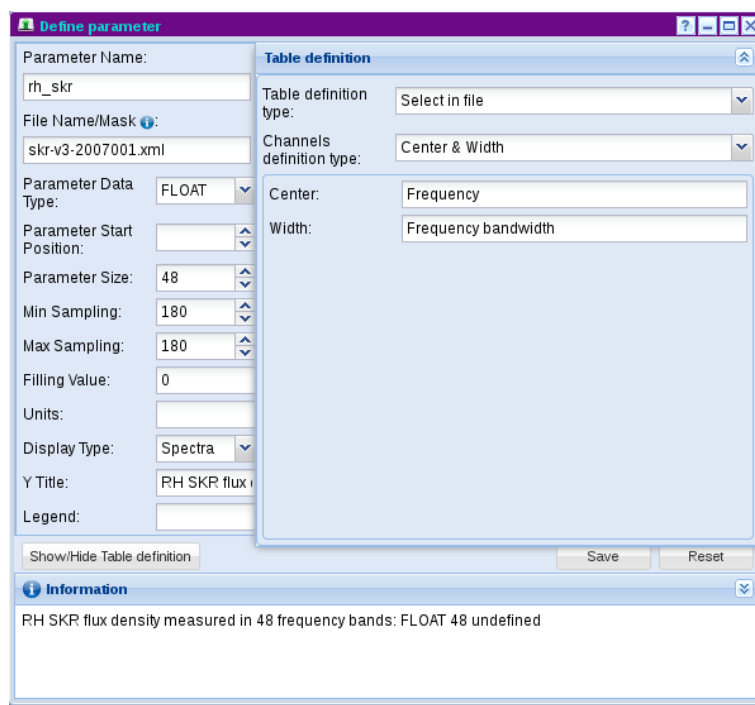 Define parameter
Parameter Name:
rh_skr
File Name/Mask :
skr-v3-2007001.xml
Parameter Data
Type:
FLOAT
Parameter Start
Position:
Parameter Size:
48
Min Sampling:
180
Max Sampling:
180
Filling Value:
0
Units:
Display Type:
Spectra
Y Title:
RH SKR flux
Legend:
Table definition
Table definition
type:
Select in file
Channels
definition type:
Center & Width
Center:
Frequency
Width:
Frequency bandwidth
Show/Hide Table definition
Save
Reset
Information
RH SKR flux density measured in 48 frequency bands: FLOAT 48 undefined